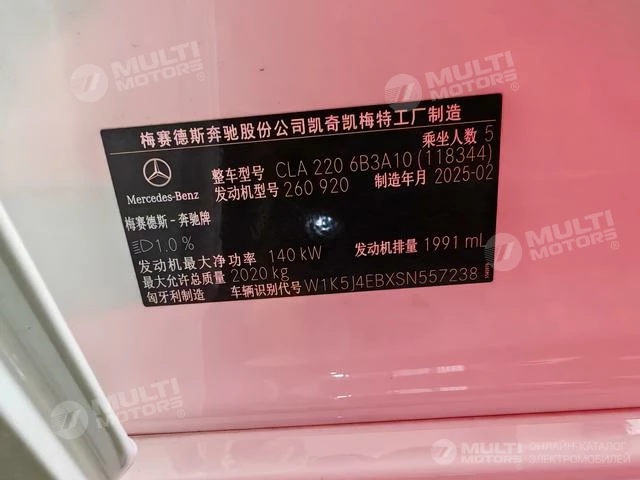 MULTI MOTORS®
MULTI MOTORS®
梅赛德斯奔驰股份公司凯奇凯梅特工厂制造
乘坐人数 5
整车型号 CLA 220 6B3A10 (118344)
Mercedes-Benz
发动机型号 260 920 制造年月 2025-02
梅赛德斯－奔驰牌
1.0 %
发动机最大净功率 140 kW 发动机排量 1991 mL
最大允许总质量 2020 kg
匈牙利制造 车辆识别代号 W1K5J4EBXSN557238
MULTI MOTORS®
MULTI MOTORS®
MULTI MOTORS
ОНЛАЙН-КАТАЛОГ
ЭЛЕКТРОМОБИЛЕЙ